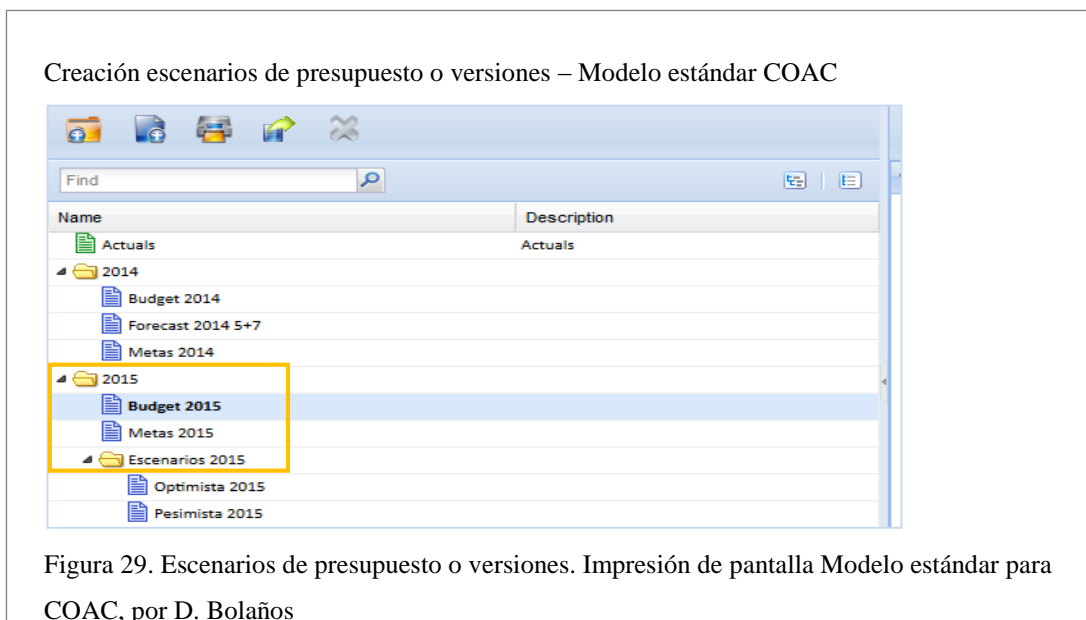 Creación escenarios de presupuesto o versiones – Modelo estándar COAC
Find
Name Description
Actuals Actuals
2014
Budget 2014
Forecast 2014 5+7
Metas 2014
2015
Budget 2015
Metas 2015
Escenarios 2015
Optimista 2015
Pesimista 2015
Figura 29. Escenarios de presupuesto o versiones. Impresión de pantalla Modelo estándar para
COAC, por D. Bolaños